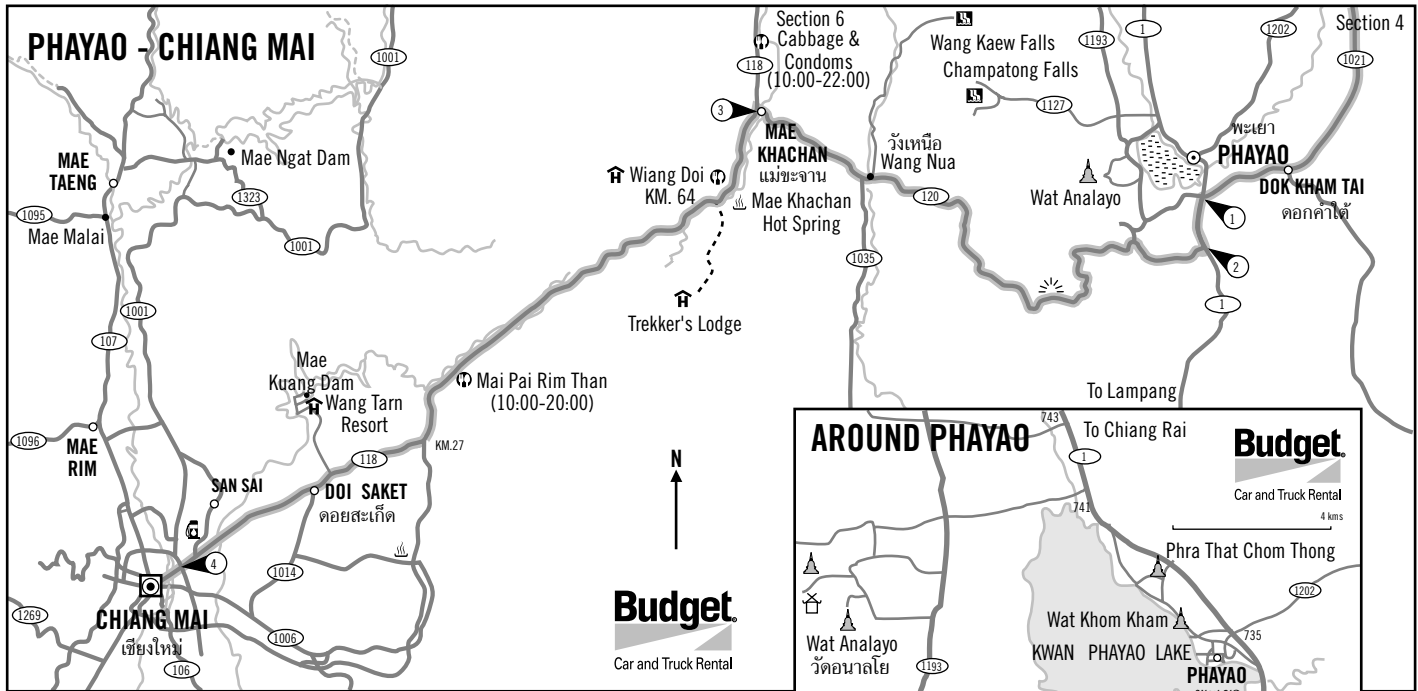 PHAYAO - CHIANG MAI
1001
Section 6
Cabbage &
Condoms
(10:00-22:00)
118
3
MAE
KHACHAN
แม่ขะจาน
Wang Kaew Falls
Champatong Falls
1193
1
1202
Section 4
1021
1127
พะเยา
PHAYAO
DOK KHAM TAI
ดอกคำใต้
Wat Analayo
1
2
1
วังเหนือ
Wang Nua
120
1035
MAE
TAENG
Mae Ngat Dam
1323
1095
Mae Malai
1001
1001
107
Wiang Doi
KM. 64
Mae Khachan
Hot Spring
Trekker's Lodge
Mae
Kuang Dam
Wang Tarn
Resort
Mai Pai Rim Than
(10:00-20:00)
KM.27
118
1096
MAE
RIM
SAN SAI
DOI SAKET
ดอยสะเก็ด
4
CHIANG MAI
เชียงใหม่
1014
1006
1269
106
N
Budget
Car and Truck Rental
To Lampang
AROUND PHAYAO
743
To Chiang Rai
1
Budget
Car and Truck Rental
4 kms
741
Phra That Chom Thong
1202
Wat Khom Kham
735
KWAN PHAYAO LAKE
PHAYAO
Wat Analayo
วัดอนาลโย
1193